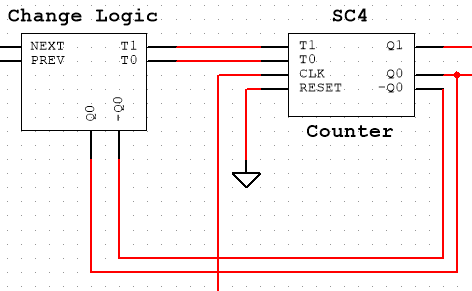 Change Logic
NEXT T1
PREV T0
Q0 -Q0
SC4
T1 Q1
T0
CLK Q0
RESET -Q0
Counter